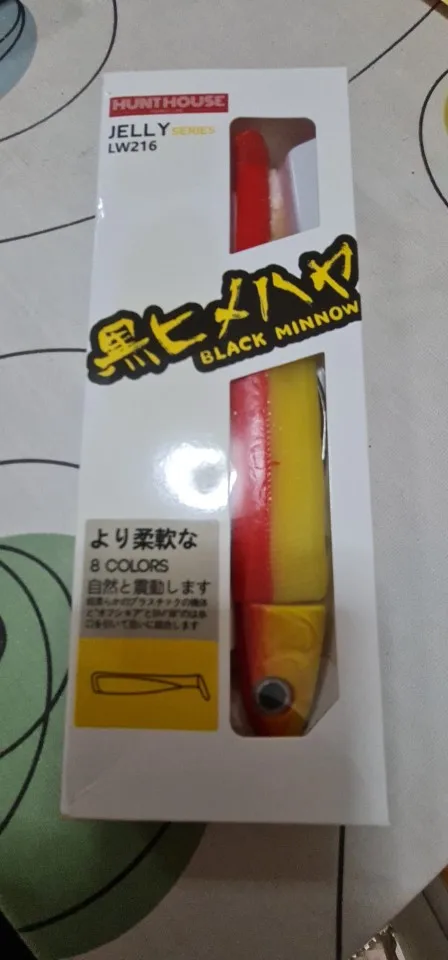 HUNTHOUSE
JELLY SERIES
LW216
黒ヒメハヤ
BLACK MINNOW
より柔軟な
8 COLORS
自然と震動します